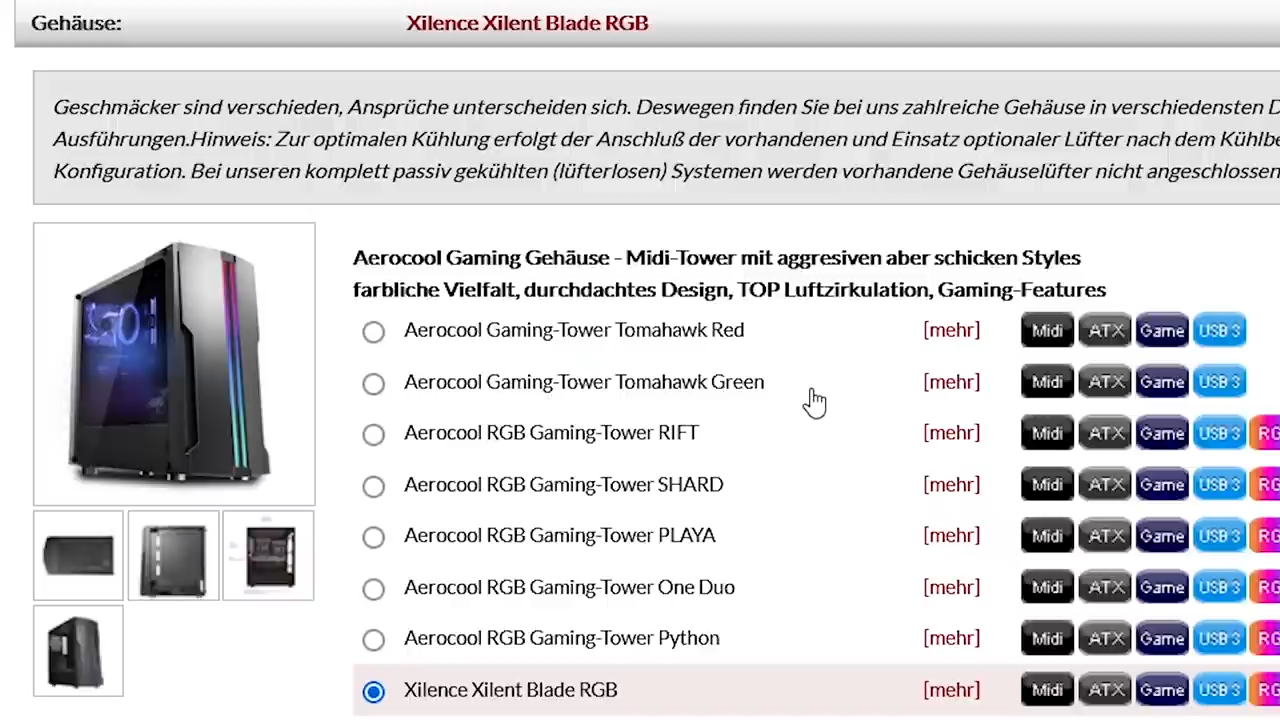 Gehäuse: Xilence Xilent Blade RGB
Geschmäcker sind verschieden, Ansprüche unterscheiden sich. Deswegen finden Sie bei uns zahlreiche Gehäuse in verschiedensten
Ausführungen.Hinweis: Zur optimalen Kühlung erfolgt der Anschluß der vorhandenen und Einsatz optionaler Lüfter nach dem
Konfiguration. Bei unseren komplett passiv gekühlten (lüfterlosen) Systemen werden vorhandene Gehäuselüfter nicht angeschlossen
Aerocool Gaming Gehäuse - Midi-Tower mit aggresiven aber schicken Styles
farbliche Vielfalt, durchdachtes Design, TOP Luftzirkulation, Gaming-Features
Aerocool Gaming-Tower Tomahawk Red [mehr] Midi ATX Game USB 3
Aerocool Gaming-Tower Tomahawk Green [mehr] Midi ATX Game USB 3
Aerocool RGB Gaming-Tower RIFT [mehr] Midi ATX Game USB 3
Aerocool RGB Gaming-Tower SHARD [mehr] Midi ATX Game USB 3
Aerocool RGB Gaming-Tower PLAYA [mehr] Midi ATX Game USB 3
Aerocool RGB Gaming-Tower One Duo [mehr] Midi ATX Game USB 3
Aerocool RGB Gaming-Tower Python [mehr] Midi ATX Game USB 3
Xilence Xilent Blade RGB [mehr] Midi ATX Game USB 3